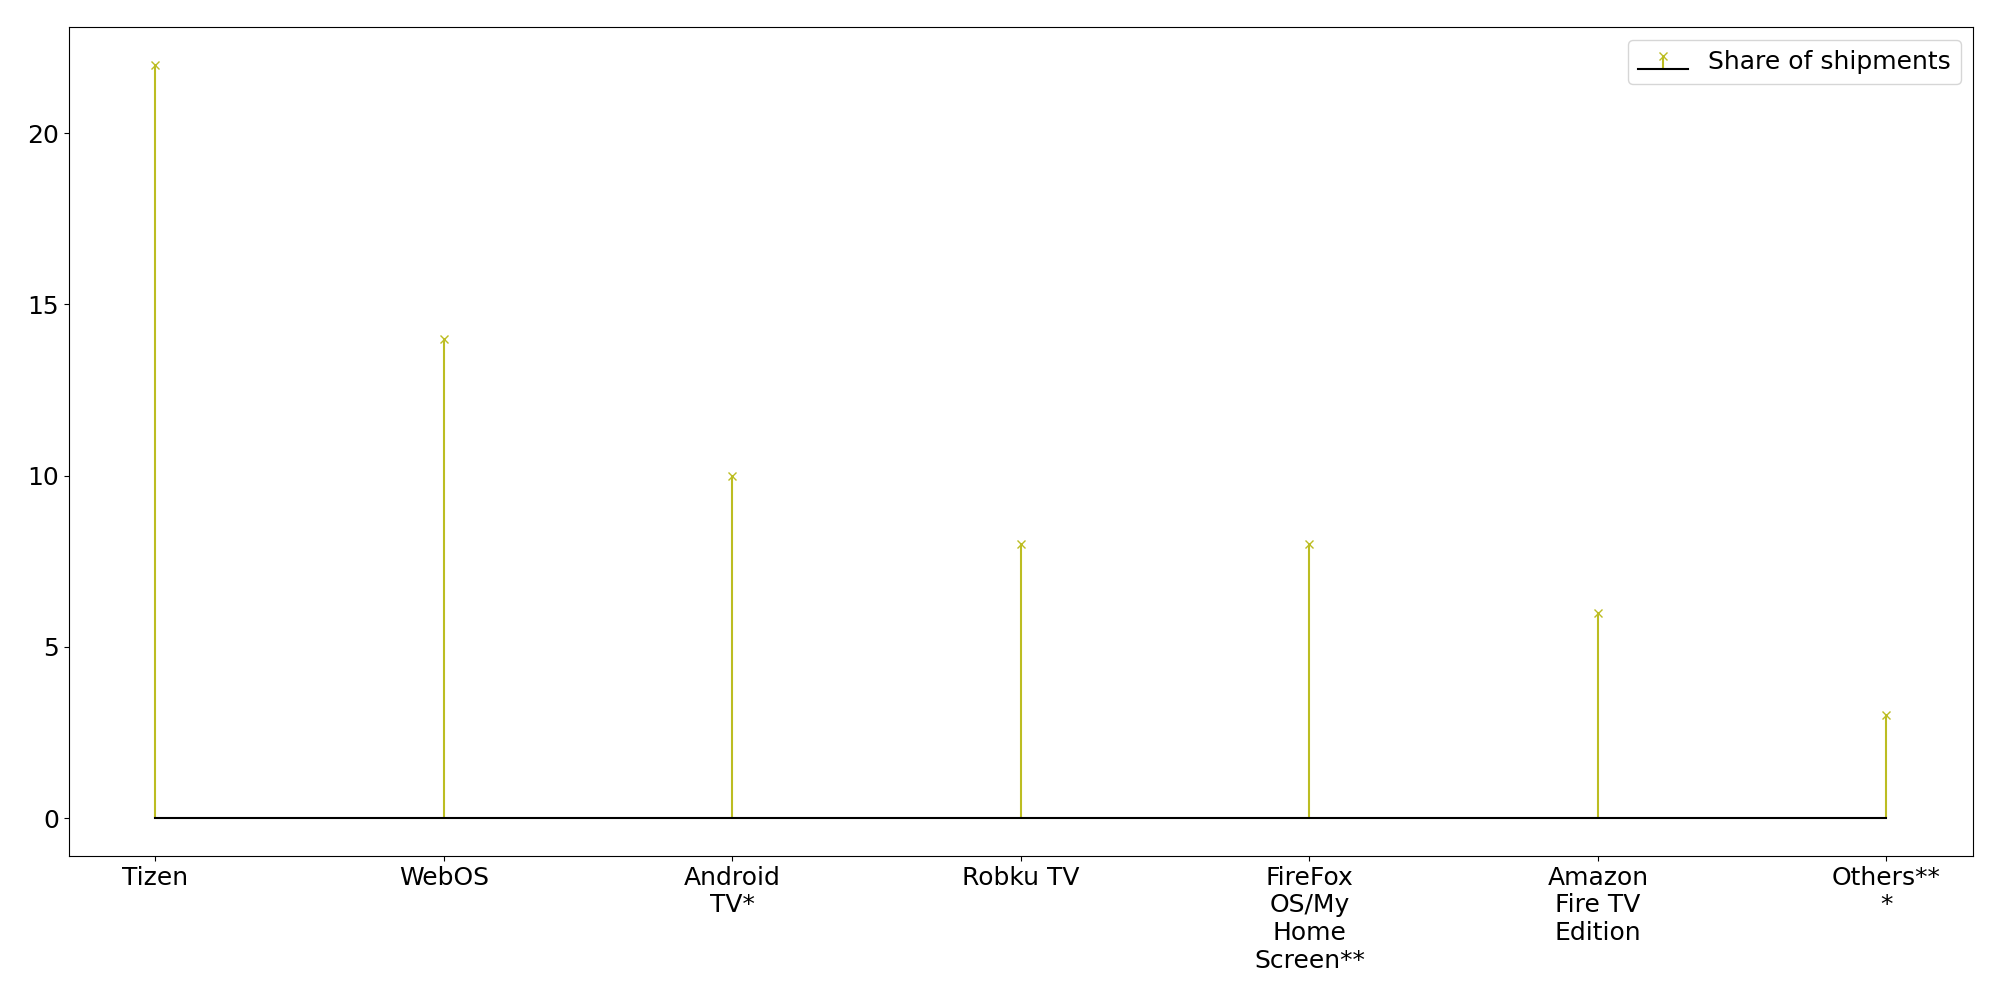 Share of shipments
20
15
10
5
0
Tizen
WebOS
Android
TV*
Robku TV
FireFox
OS/My
Home
Screen**
Amazon
Fire TV
Edition
Others**
*